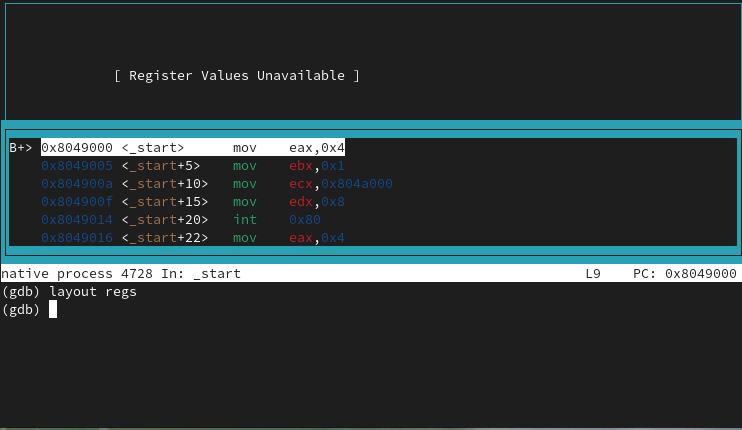 [ Register Values Unavailable ]
B+> 0x8049000 <_start> mov eax,0x4
0x8049005 <_start+5> mov ebx,0x1
0x804900a <_start+10> mov ecx,0x804a000
0x804900f <_start+15> mov edx,0x8
0x8049014 <_start+20> int 0x80
0x8049016 <_start+22> mov eax,0x4
native process 4728 In: _start L9 PC: 0x8049000
(gdb) layout regs
(gdb)